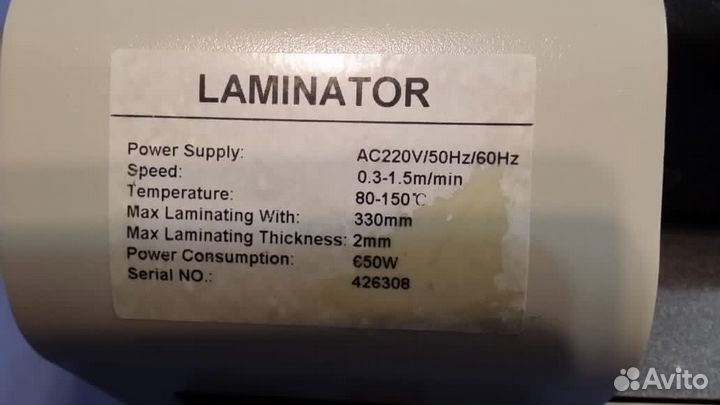 LAMINATOR
Power Supply: AC220V/50Hz/60Hz
Speed: 0.3-1.5m/min
Temperature: 80-150℃
Max Laminating With: 330mm
Max Laminating Thickness: 2mm
Power Consumption: 650W
Serial NO.: 426308
Avito